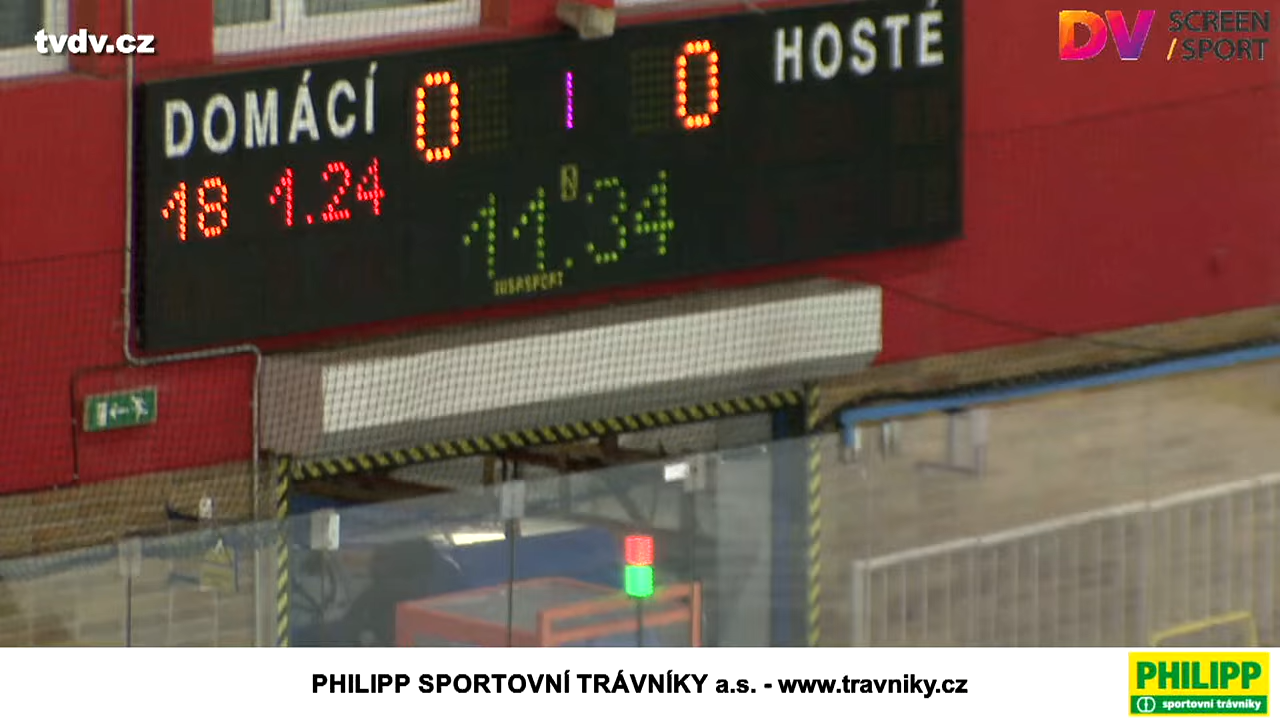 tvdv.cz
DV SCREEN
/SPORT
DOMÁCÍ 0 1 0 HOSTÉ
18 1.24
11.34
PHILIPP SPORTOVNÍ TRÁVNÍKY a.s. - www.travniky.cz
PHILIPP
sportovní trávníky